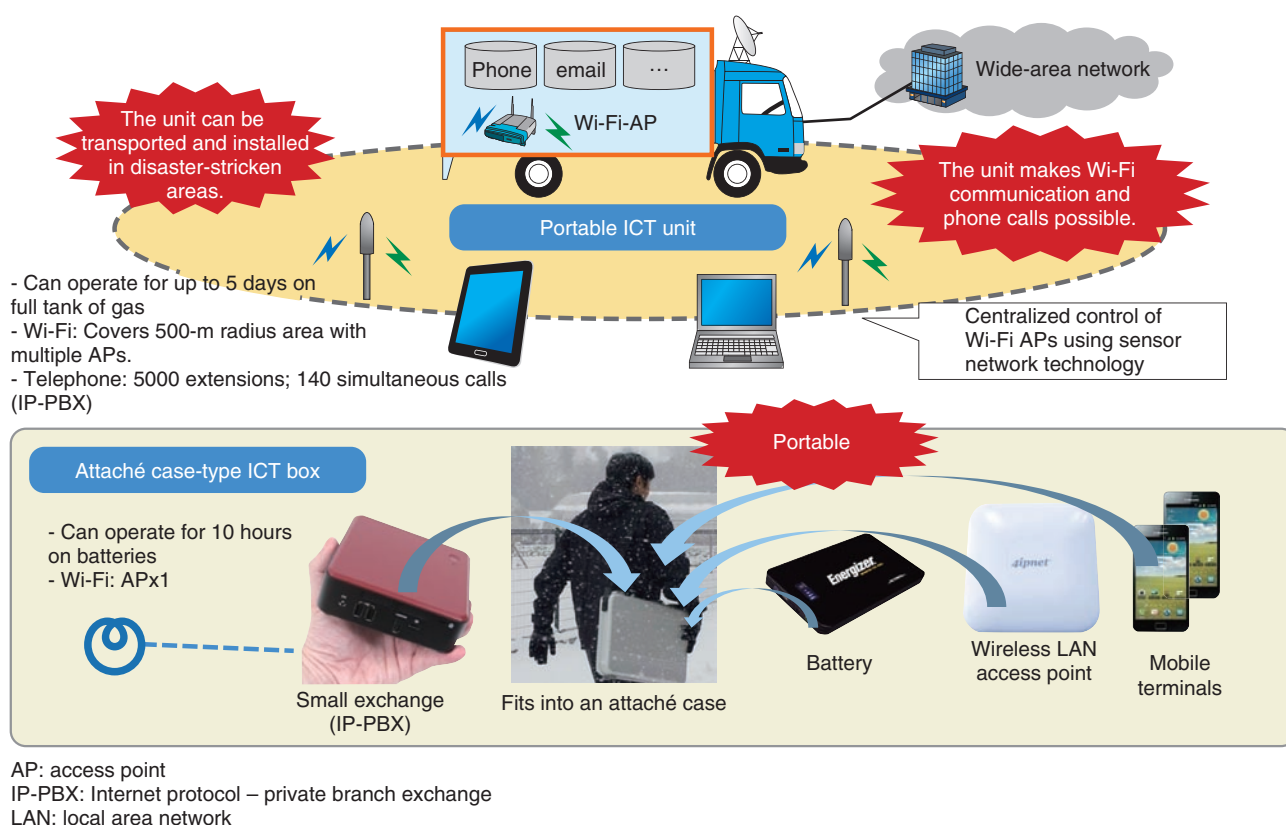 Phone
email
...
Wi-Fi-AP
Wide-area network
The unit can be
transported and installed
in disaster-stricken
areas.
The unit makes Wi-Fi
communication and
phone calls possible.
Portable ICT unit
- Can operate for up to 5 days on
full tank of gas
- Wi-Fi: Covers 500-m radius area with
multiple APs.
- Telephone: 5000 extensions; 140 simultaneous calls
(IP-PBX)
Centralized control of
Wi-Fi APs using sensor
network technology
Portable
Attaché case-type ICT box
- Can operate for 10 hours
on batteries
- Wi-Fi: APx1
Energizer
4ipnet
Small exchange
(IP-PBX)
Fits into an attaché case
Battery
Wireless LAN
access point
Mobile
terminals
AP: access point
IP-PBX: Internet protocol – private branch exchange
LAN: local area network